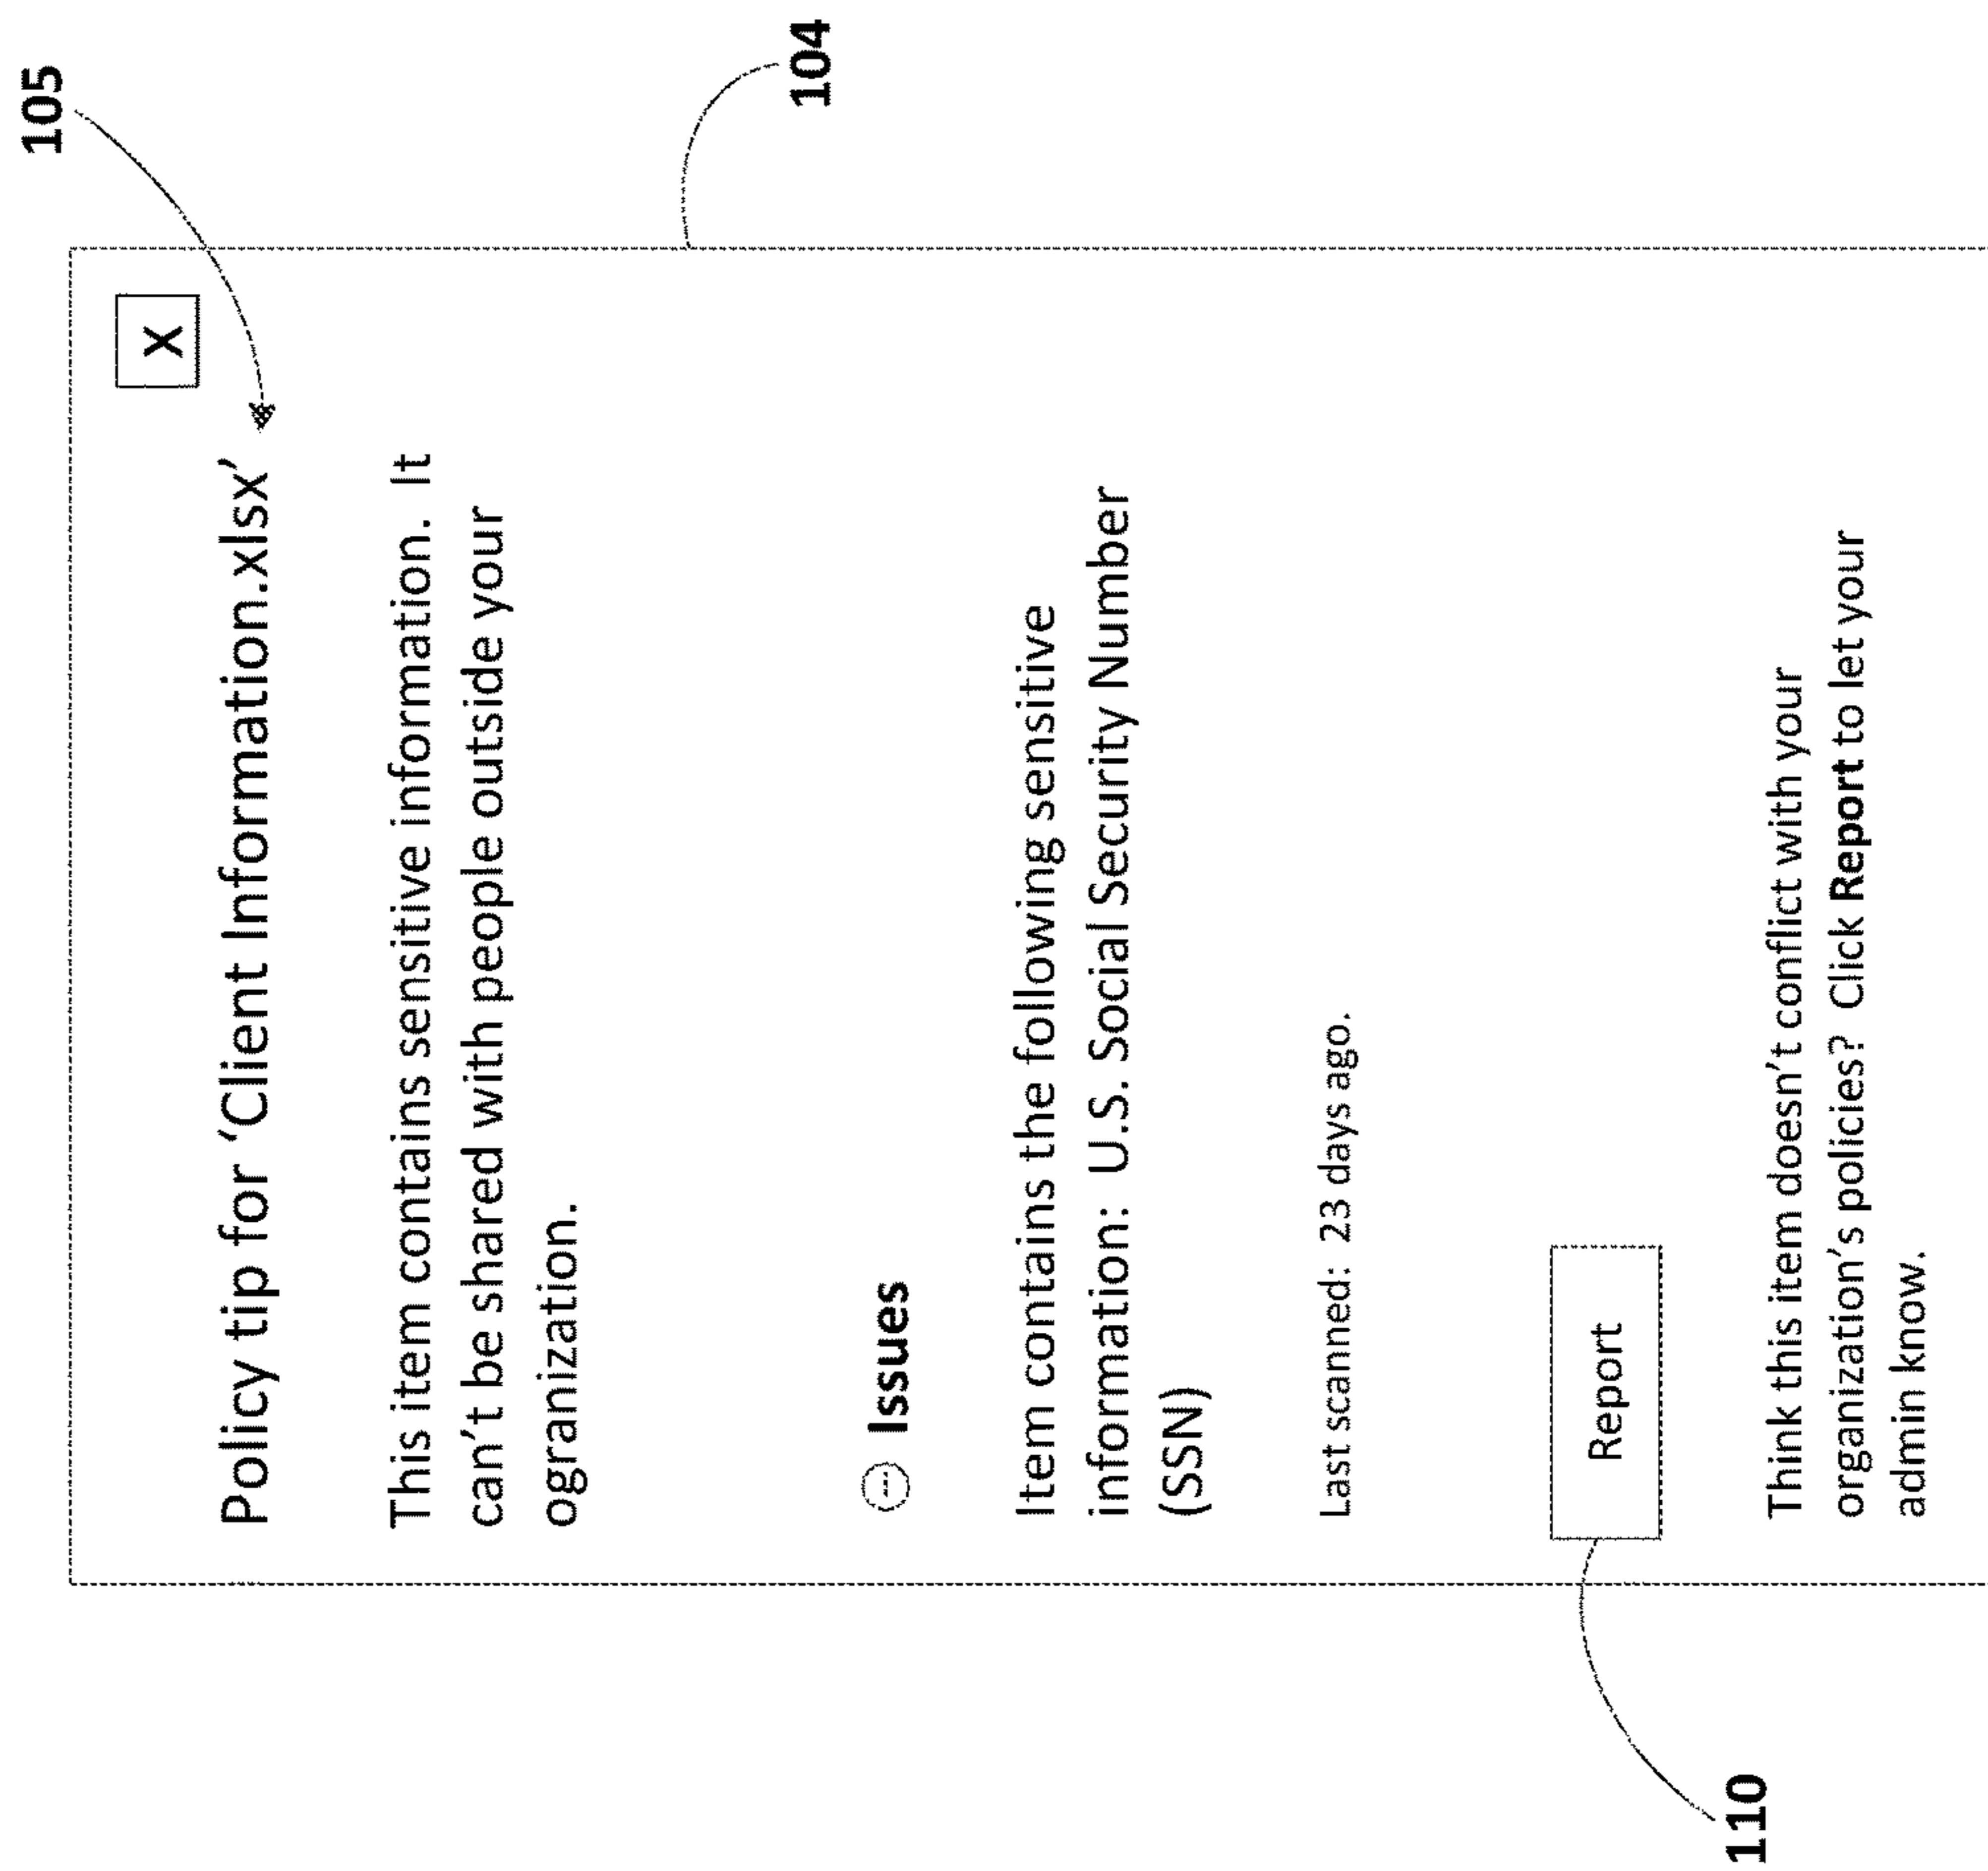 105
X
Policy tip for ‘Client Information.xlsx’
104
This item contains sensitive information. It
can’t be shared with people outside your
ogranization.
Issues
Item contains the following sensitive
information: U.S. Social Security Number
(SSN)
Last scanned: 23 days ago.
Report
110
Think this item doesn’t conflict with your
organization’s policies? Click Report to let your
admin know.